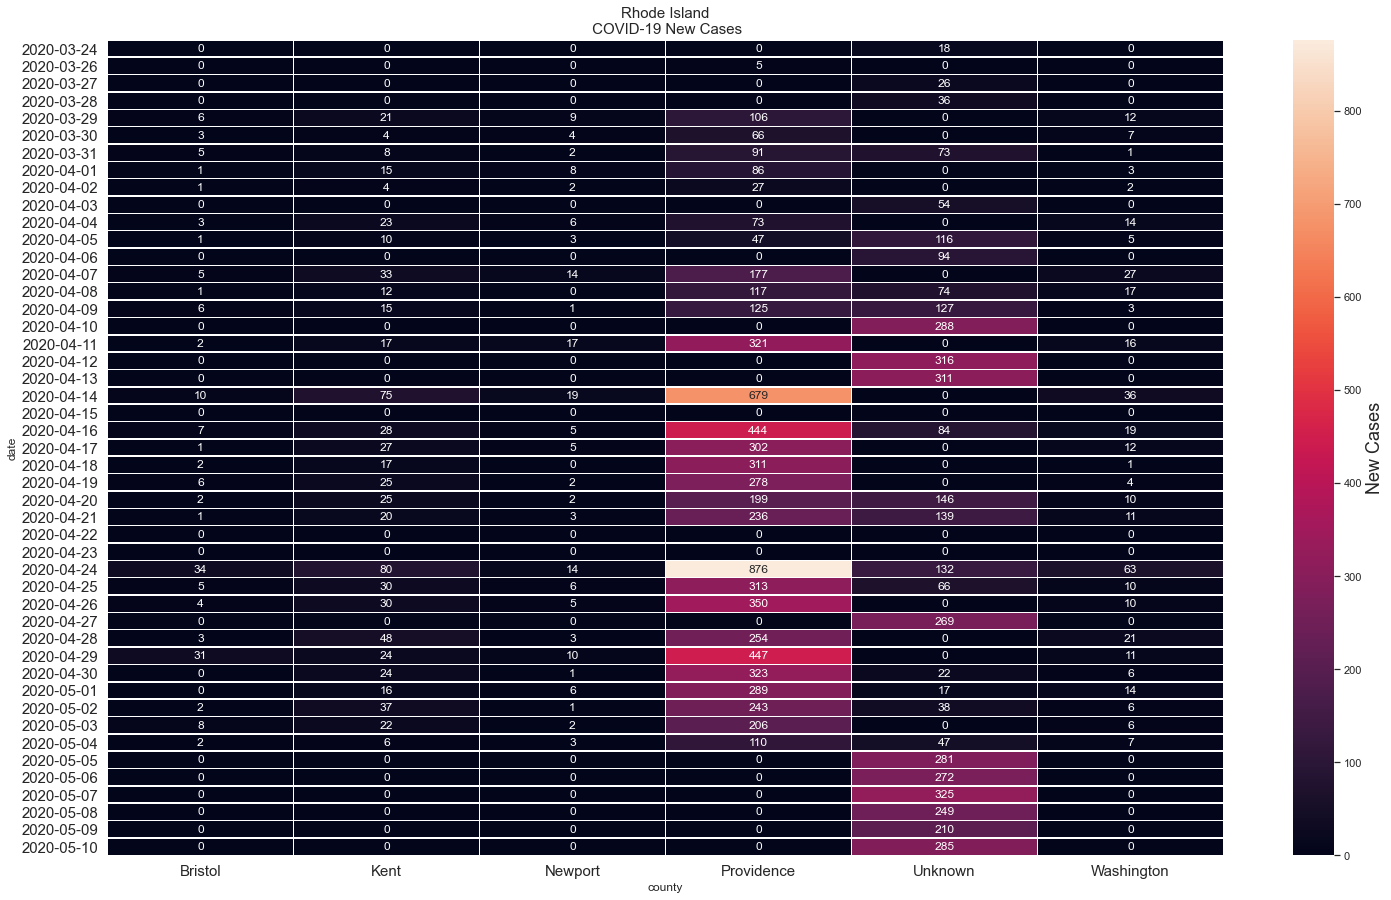 Rhode Island
COVID-19 New Cases
2020-03-24 0 0 0 0 18 0
2020-03-26 0 0 0 5 0 0
2020-03-27 0 0 0 0 26 0
2020-03-28 0 0 0 0 36 0
2020-03-29 6 21 9 106 0 12
2020-03-30 3 4 4 66 0 7
2020-03-31 5 8 2 91 73 1
2020-04-01 1 15 8 86 0 3
2020-04-02 1 4 2 27 0 2
2020-04-03 0 0 0 0 54 0
2020-04-04 3 23 6 73 0 14
2020-04-05 1 10 3 47 116 5
2020-04-06 0 0 0 0 94 0
2020-04-07 5 33 14 177 0 27
2020-04-08 1 12 0 117 74 17
2020-04-09 6 15 1 125 127 3
2020-04-10 0 0 0 0 288 0
2020-04-11 2 17 17 321 0 16
2020-04-12 0 0 0 0 316 0
2020-04-13 0 0 0 0 311 0
2020-04-14 10 75 19 679 0 36
2020-04-15 0 0 0 0 0 0
2020-04-16 7 28 5 444 84 19
2020-04-17 1 27 5 302 0 12
2020-04-18 2 17 0 311 0 1
2020-04-19 6 25 2 278 0 4
2020-04-20 2 25 2 199 146 10
2020-04-21 1 20 3 236 139 11
2020-04-22 0 0 0 0 0 0
2020-04-23 0 0 0 0 0 0
2020-04-24 34 80 14 876 132 63
2020-04-25 5 30 6 313 66 10
2020-04-26 4 30 5 350 0 10
2020-04-27 0 0 0 0 269 0
2020-04-28 3 48 3 254 0 21
2020-04-29 31 24 10 447 0 11
2020-04-30 0 24 1 323 22 6
2020-05-01 0 16 6 289 17 14
2020-05-02 2 37 1 243 38 6
2020-05-03 8 22 2 206 0 6
2020-05-04 2 6 3 110 47 7
2020-05-05 0 0 0 0 281 0
2020-05-06 0 0 0 0 272 0
2020-05-07 0 0 0 0 325 0
2020-05-08 0 0 0 0 249 0
2020-05-09 0 0 0 0 210 0
2020-05-10 0 0 0 0 285 0
Bristol Kent Newport Providence Unknown Washington
county
date
800
700
600
500
400
300
200
100
0
New Cases